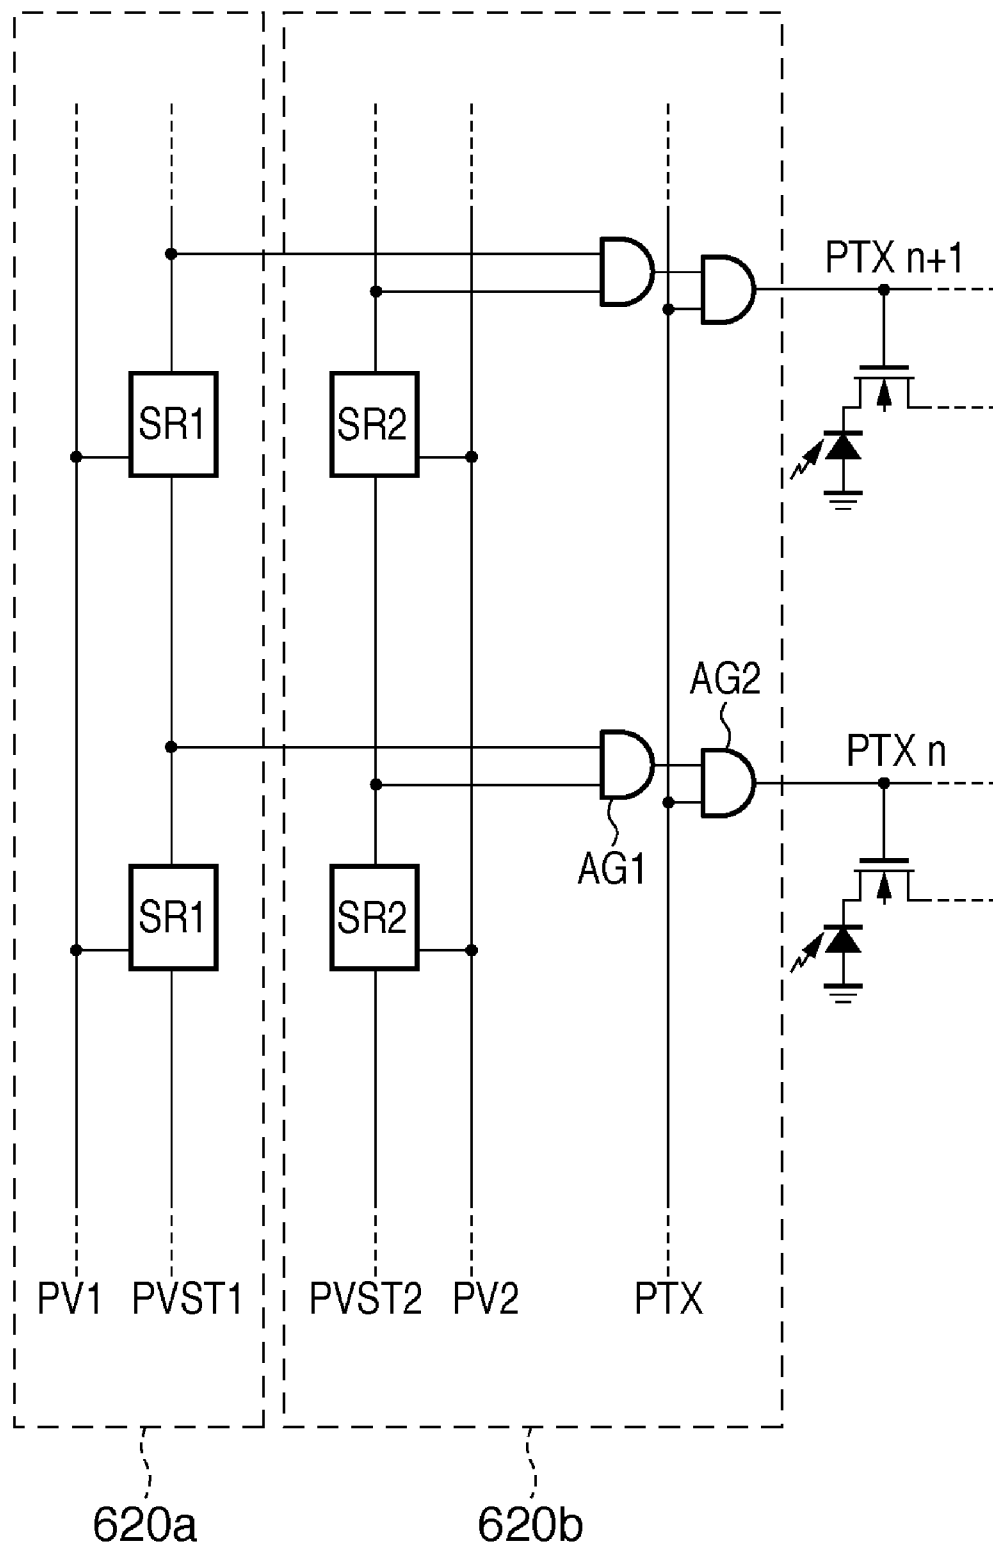 PTX n+1
SR1
SR2
AG2
PTX n
AG1
SR1
SR2
PV1
PVST1
PVST2
PV2
PTX
620a
620b